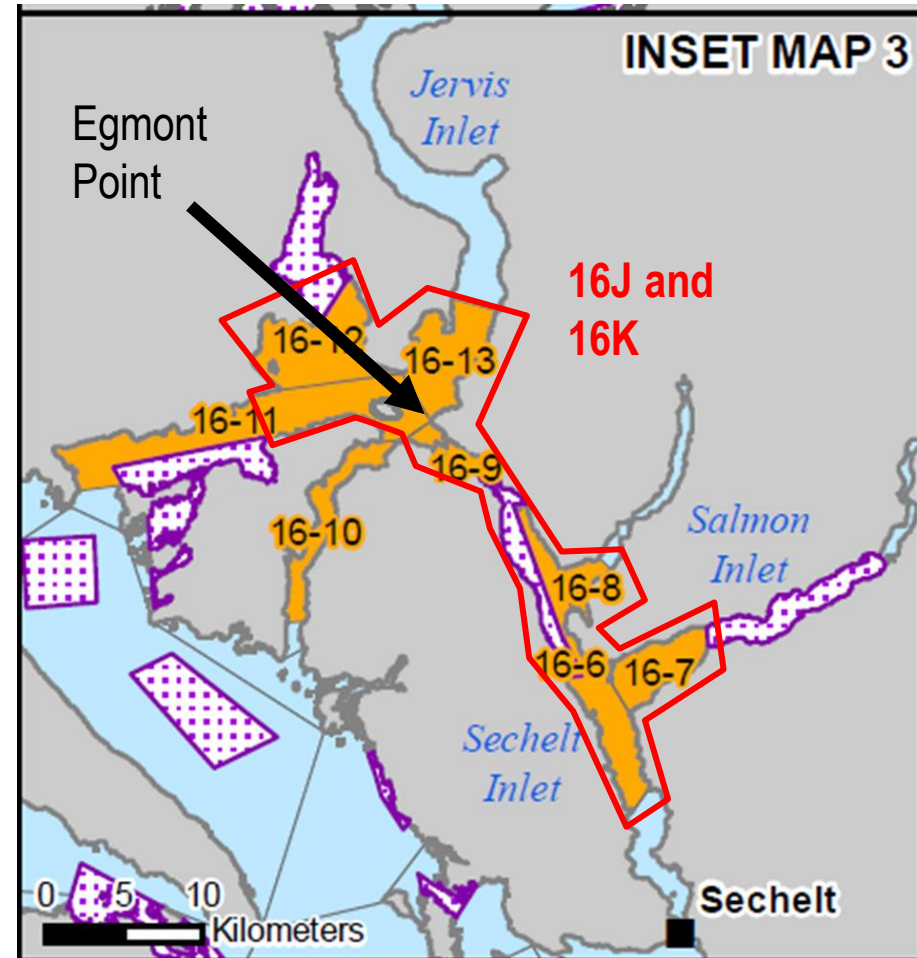 INSET MAP 3
Jervis
Inlet
Egmont
Point
16J and
16K
16-12
16-13
16-11
16-9
16-10
Salmon
Inlet
16-8
16-6
16-7
Sechelt
Inlet
0 5 10
Kilometers
Sechelt